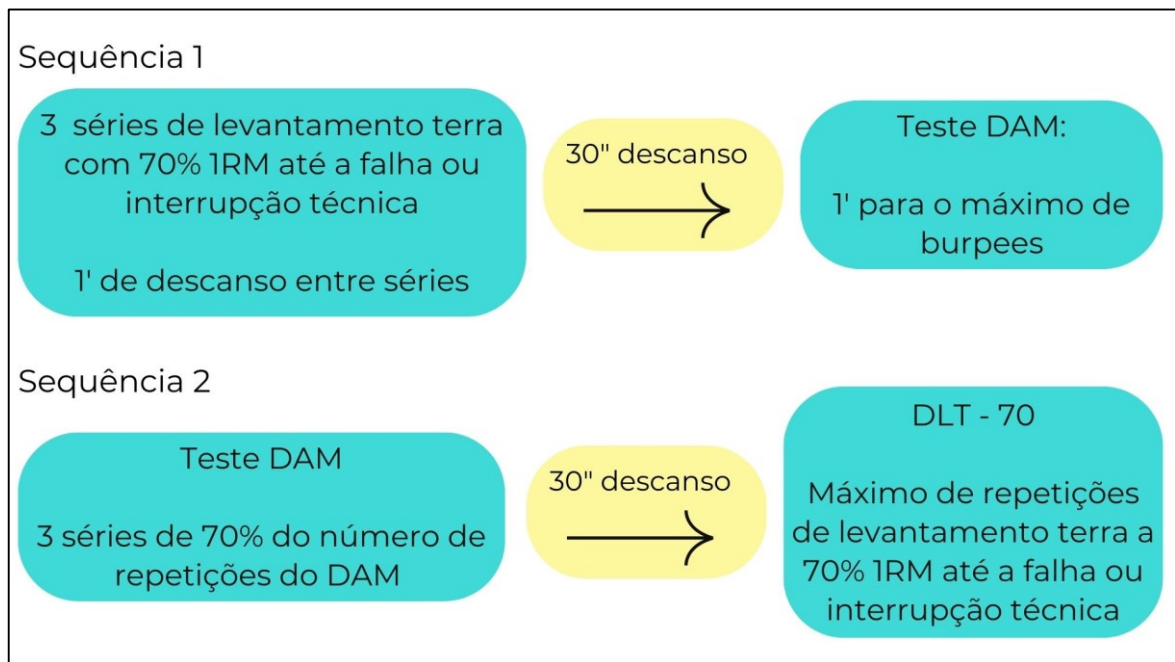 Sequência 1
3 séries de levantamento terra
com 70% 1RM até a falha ou
interrupção técnica
1' de descanso entre séries
30" descanso
Teste DAM:
1' para o máximo de
burpees
Sequência 2
Teste DAM
3 séries de 70% do número de
repetições do DAM
30" descanso
DLT - 70
Máximo de repetições
de levantamento terra a
70% 1RM até a falha ou
interrupção técnica